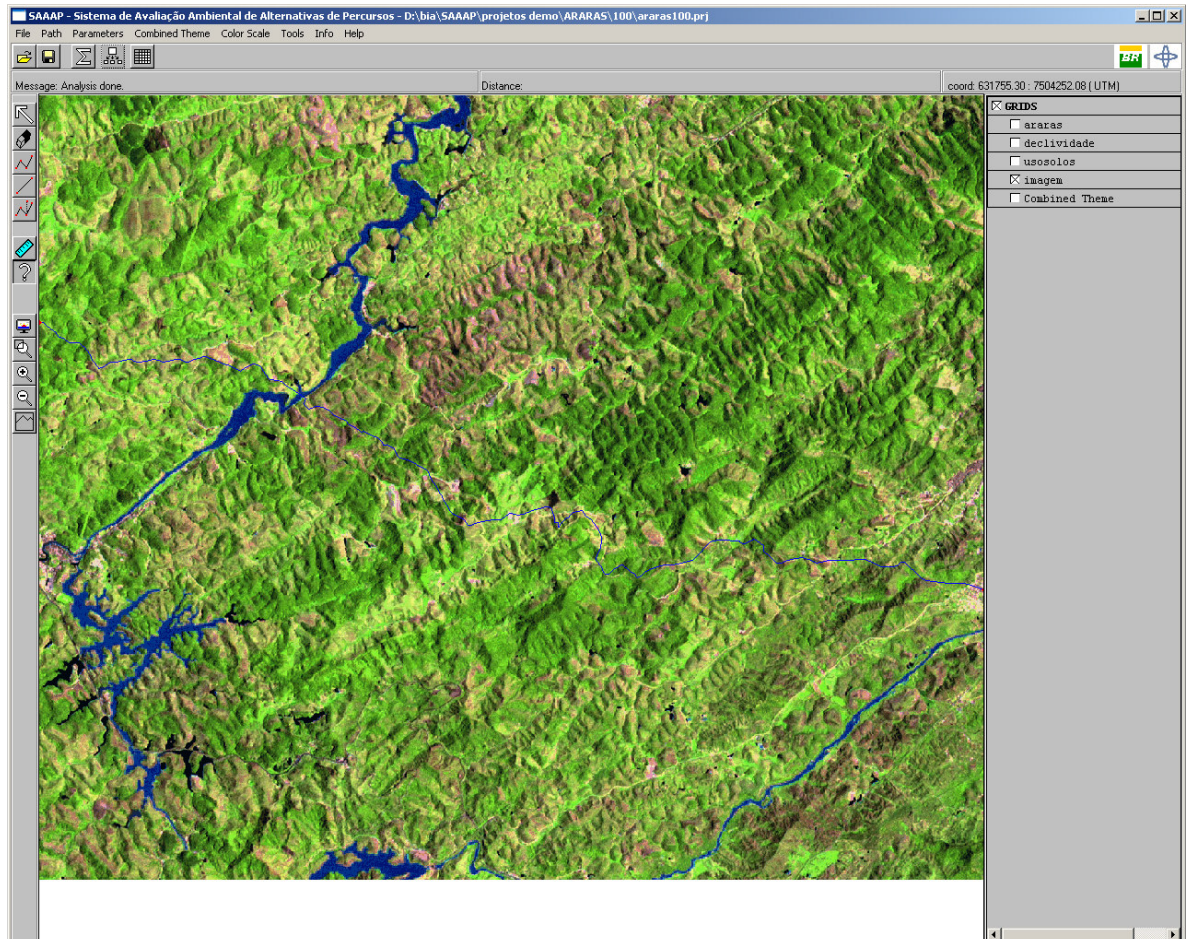 SAAAP - Sistema de Avaliação Ambiental de Alternativas de Percursos - D:\bia\SAAAP\projetos demo\ARARAS\100\araras100.prj
File Path Parameters Combined Theme Color Scale Tools Info Help
BR
Message: Analysis done.
Distance:
coord: 631755.30 : 7504252.08 ( UTM)
GRIDS
araras
declividade
usosolos
imagem
Combined Theme